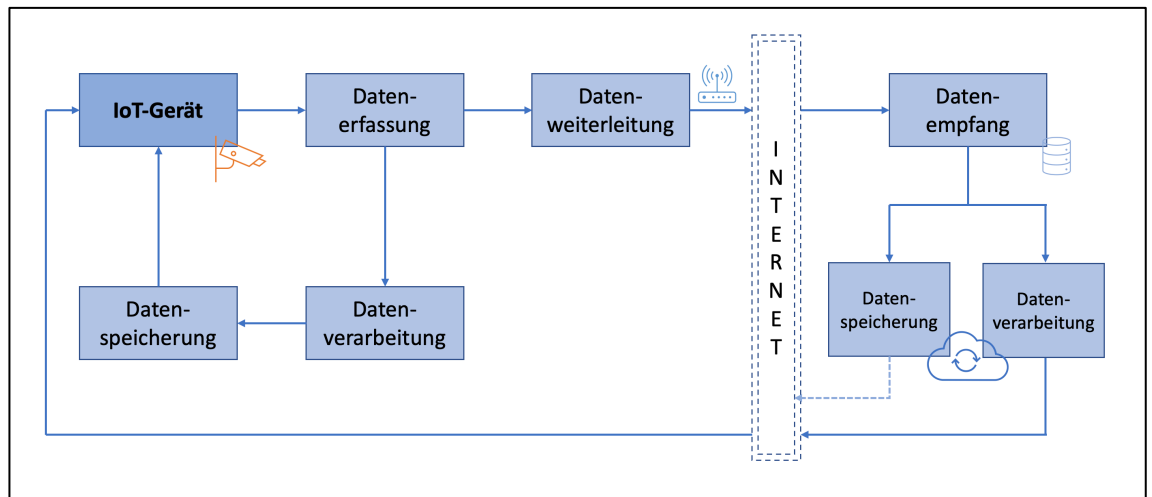 IoT-Gerät
Daten-
erfassung
Daten-
weiterleitung
I
N
T
E
R
N
E
T
Daten-
empfang
Daten-
speicherung
Daten-
verarbeitung
Daten-
speicherung
Daten-
verarbeitung